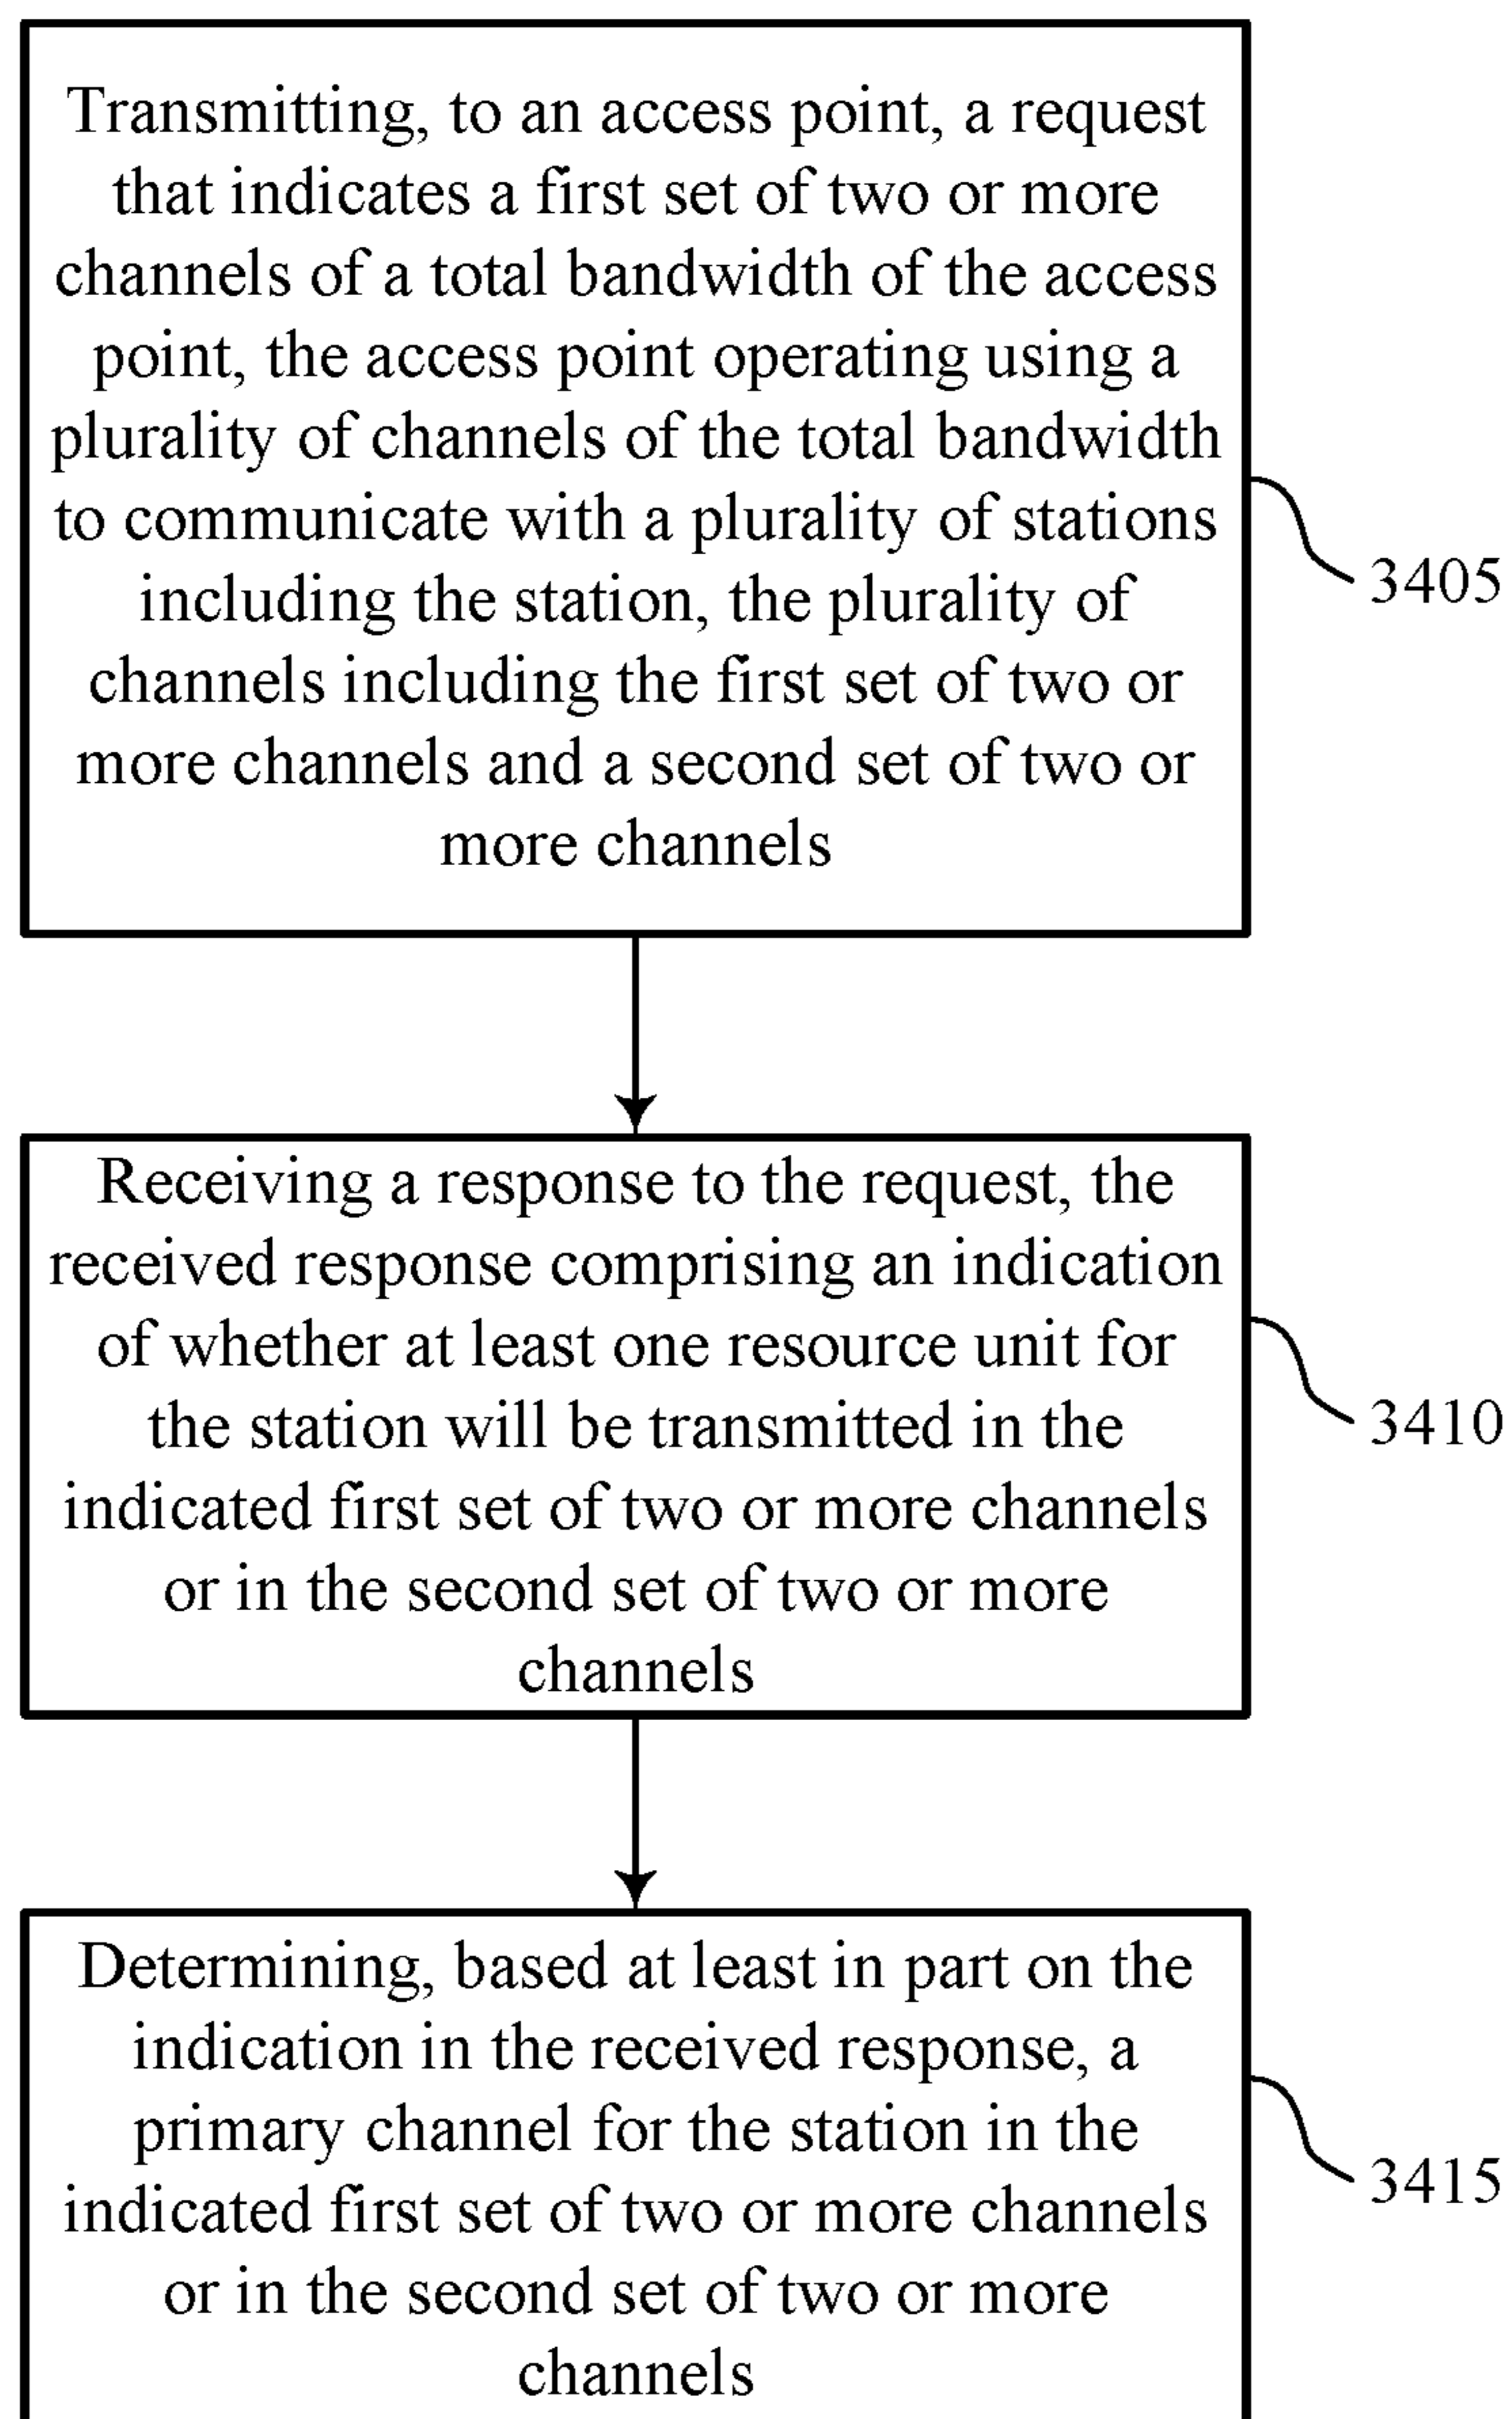 Transmitting, to an access point, a request
that indicates a first set of two or more
channels of a total bandwidth of the access
point, the access point operating using a
plurality of channels of the total bandwidth
to communicate with a plurality of stations
including the station, the plurality of
channels including the first set of two or
more channels and a second set of two or
more channels
3405
Receiving a response to the request, the
received response comprising an indication
of whether at least one resource unit for
the station will be transmitted in the
indicated first set of two or more channels
or in the second set of two or more
channels
3410
Determining, based at least in part on the
indication in the received response, a
primary channel for the station in the
indicated first set of two or more channels
or in the second set of two or more
channels
3415